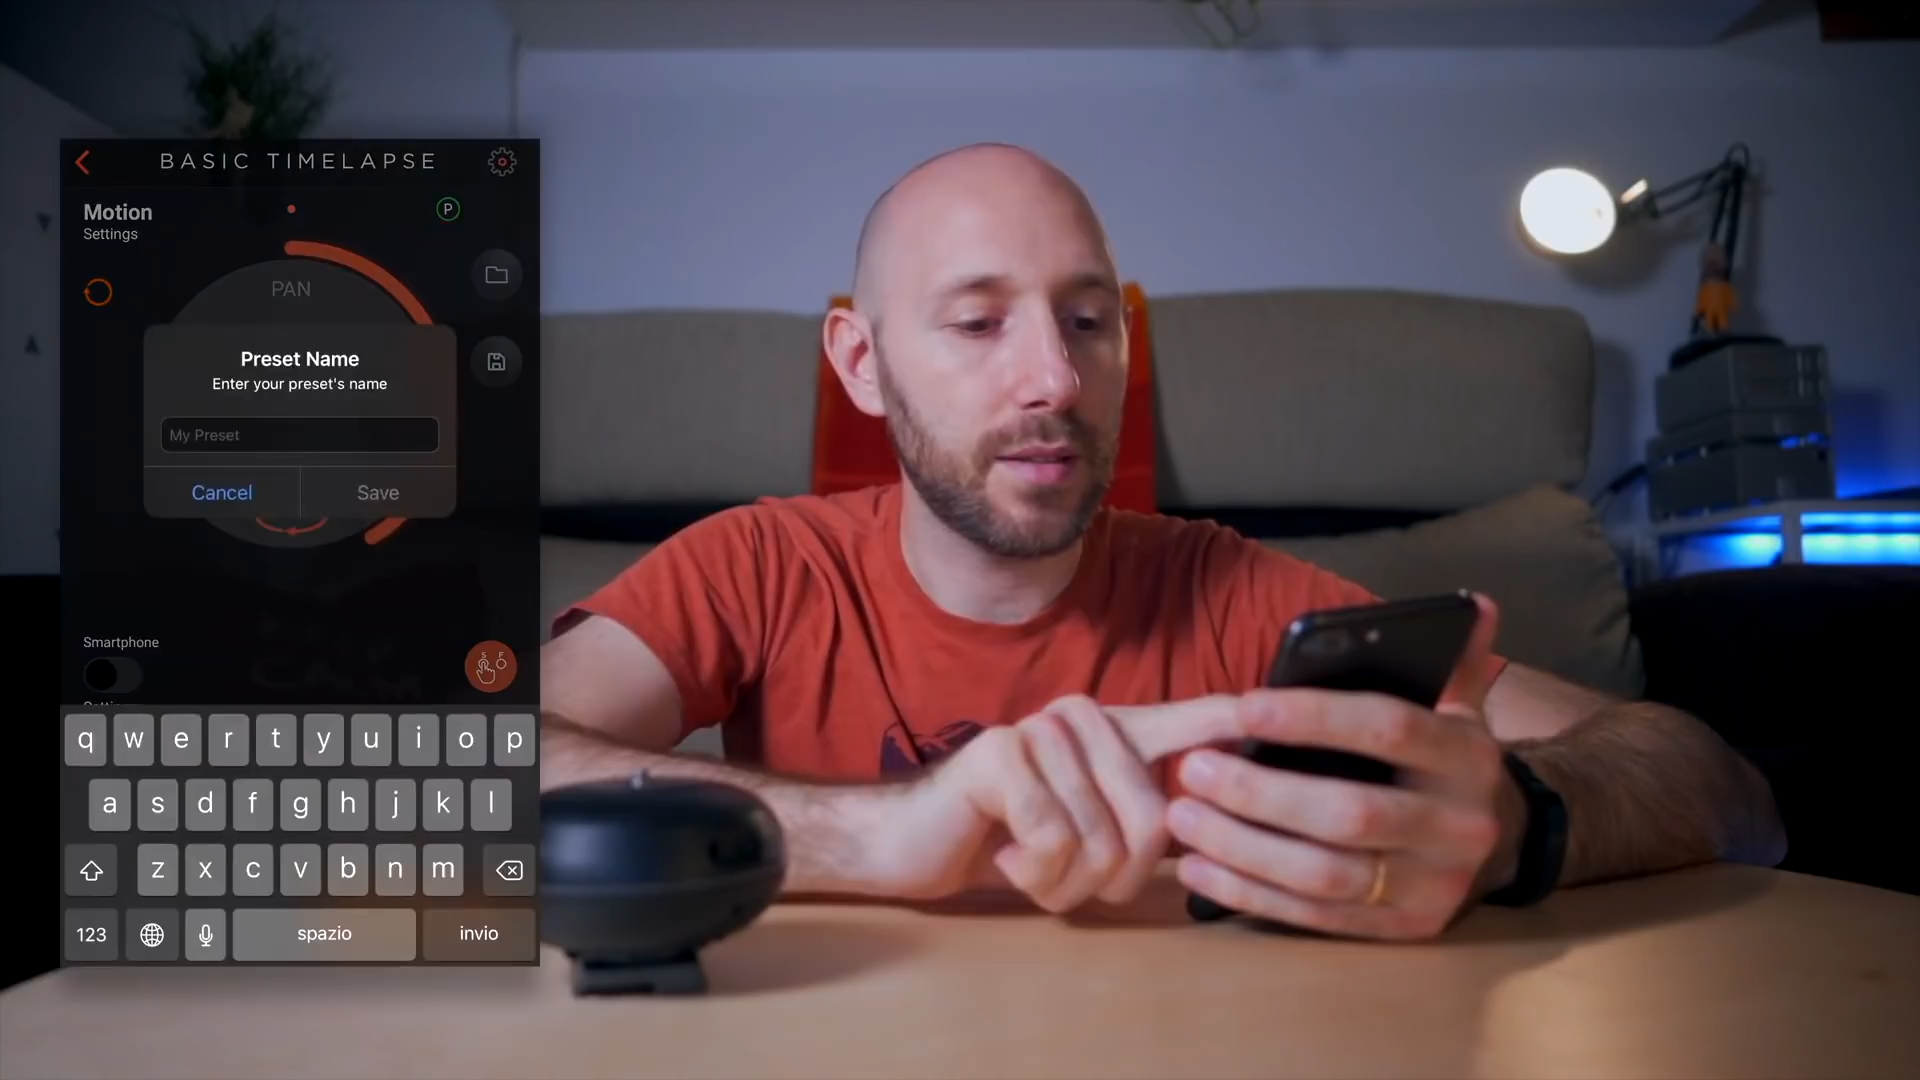 BASIC TIMELAPSE
Motion
Settings
P
PAN
Preset Name
Enter your preset's name
My Preset
Cancel
Save
Smartphone
S F
q w e r t y u i o p
a s d f g h j k l
z x c v b n m
123
spazio
invio